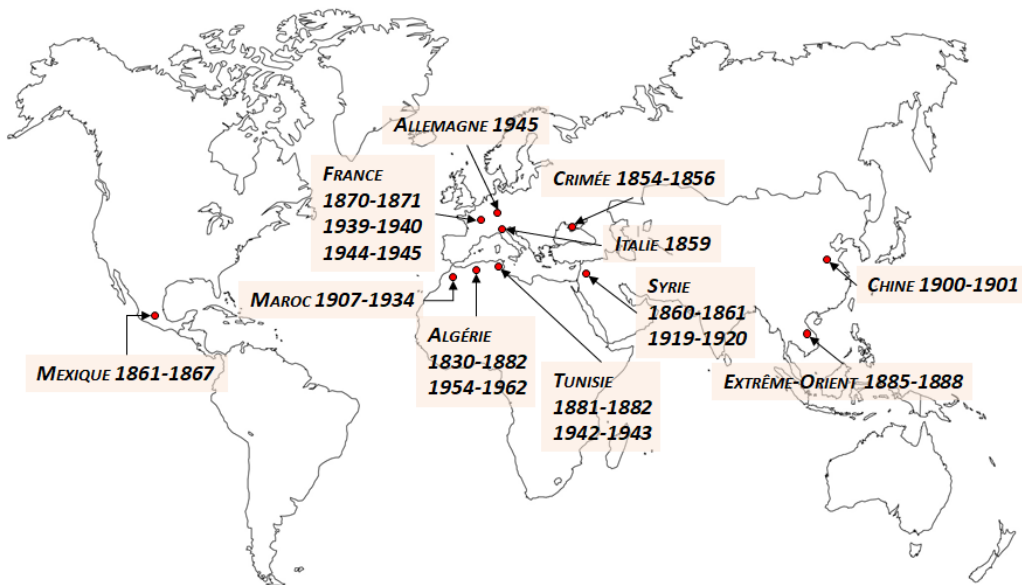 ALLEMAGNE 1945
FRANCE
1870-1871
1939-1940
1944-1945
CRIMÉE 1854-1856
ITALIE 1859
MAROC 1907-1934
SYRIE
1860-1861
1919-1920
CHINE 1900-1901
ALGÉRIE
1830-1882
1954-1962
MEXIQUE 1861-1867
TUNISIE
1881-1882
1942-1943
EXTRÊME-ORIENT 1885-1888